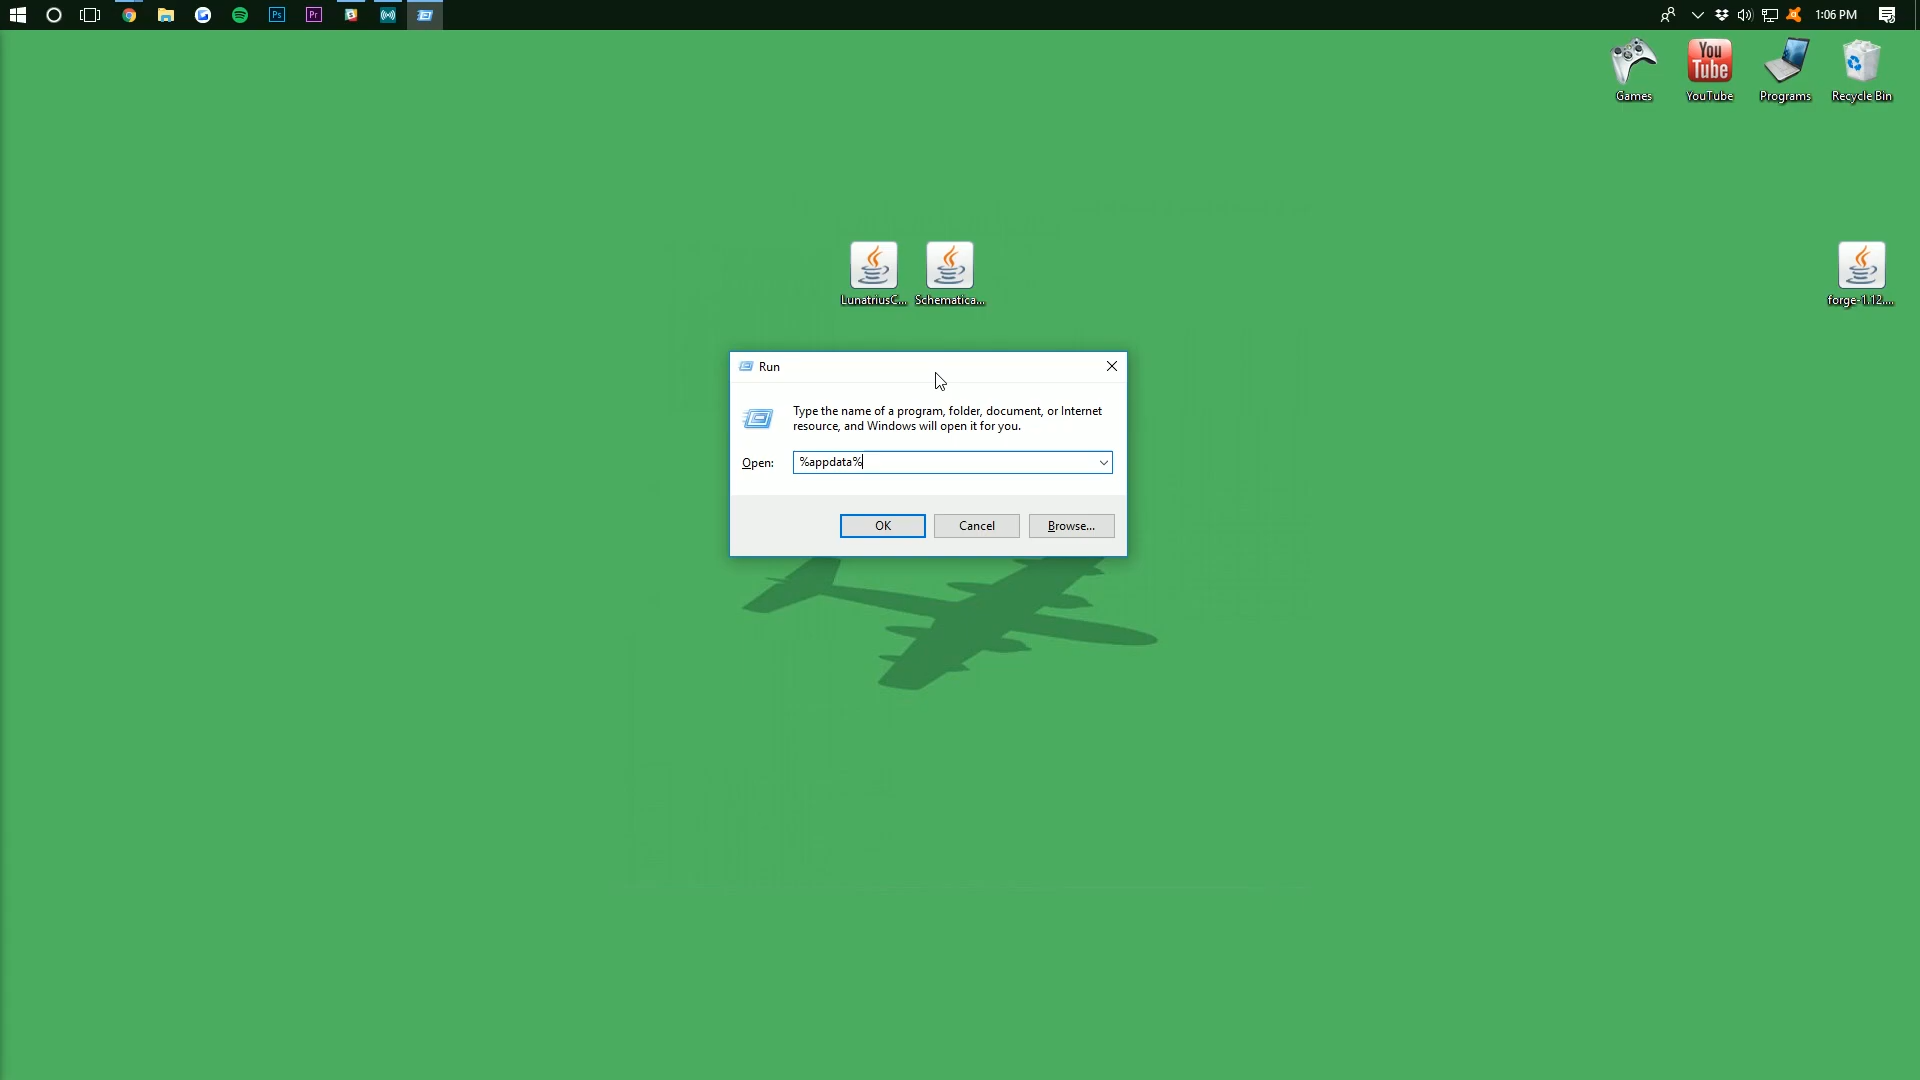 Ps
Pr
1:06 PM
Games
You
Tube
YouTube
Programs
Recycle Bin
LunatriusC...
Schematica...
forge-1.12....
Run
Type the name of a program, folder, document, or Internet
resource, and Windows will open it for you.
Open:
%appdata%
OK
Cancel
Browse...